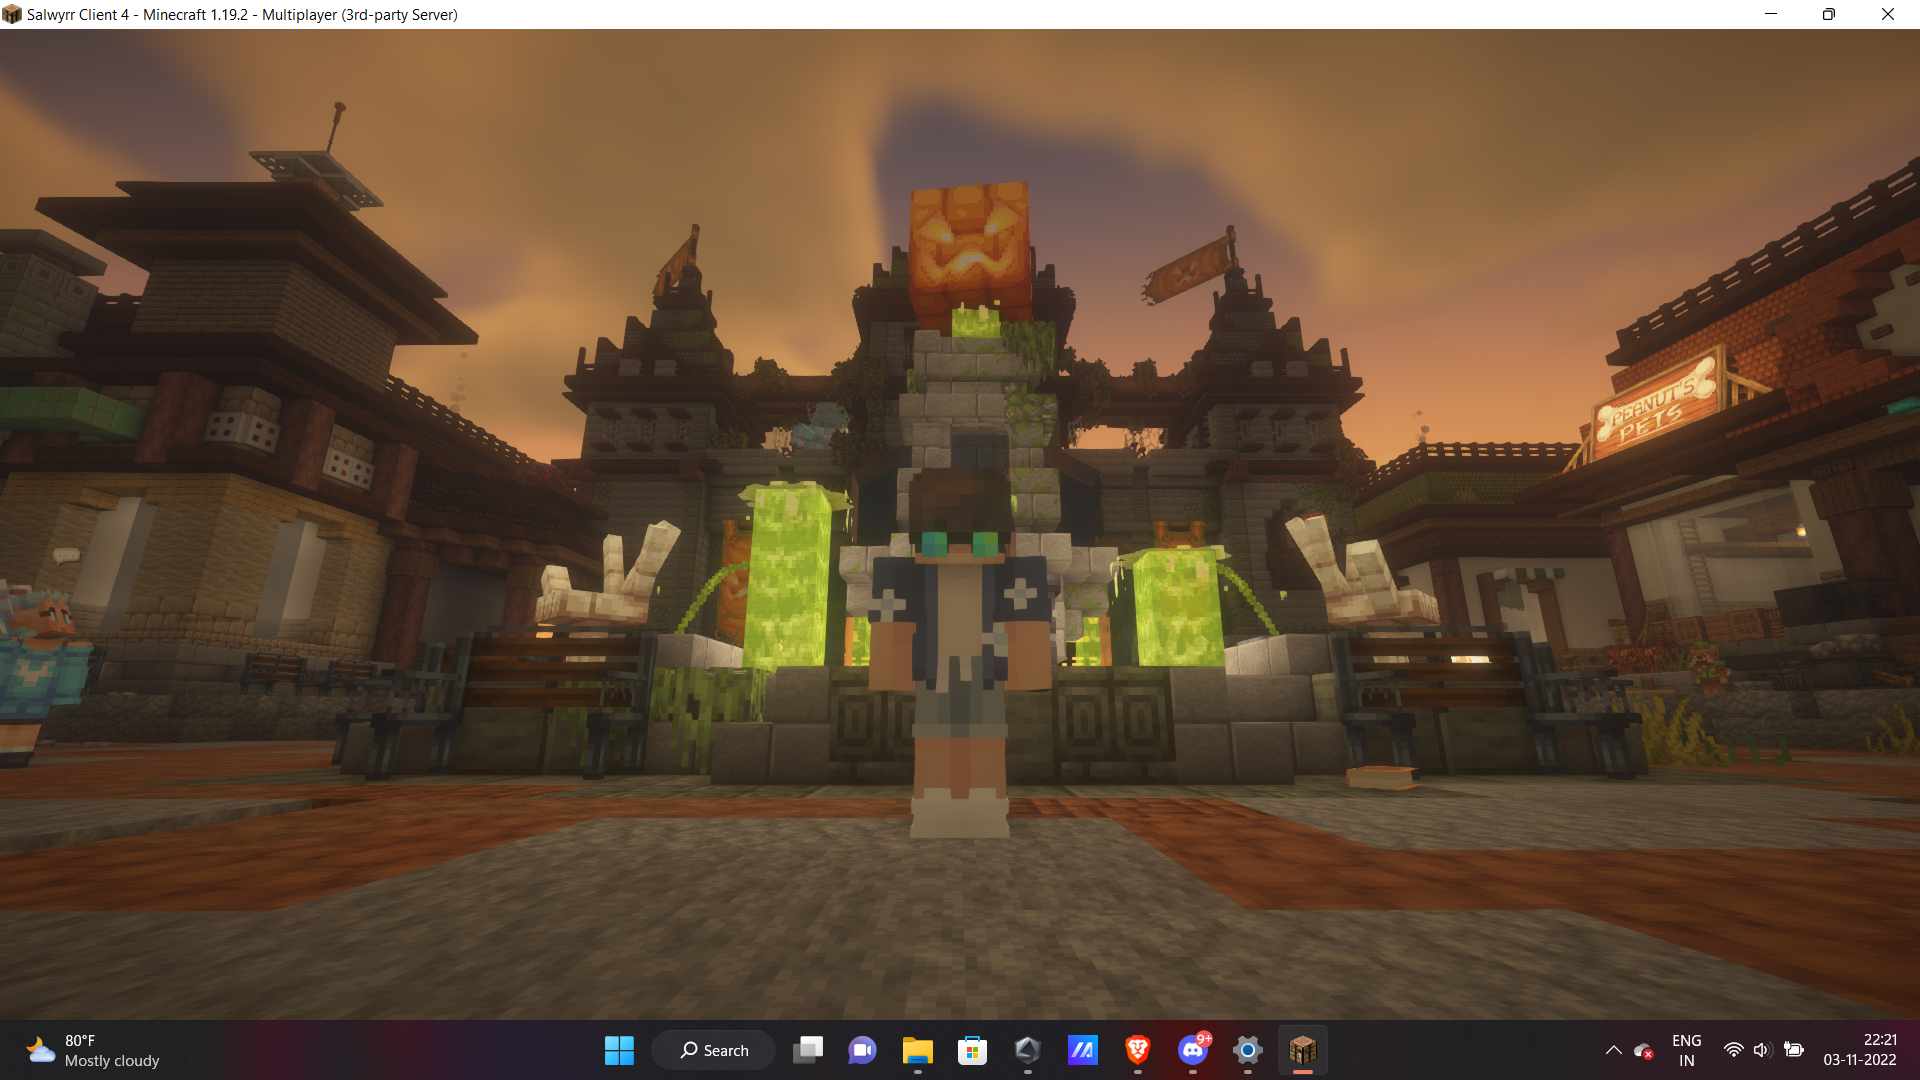 Salwyrr Client 4 - Minecraft 1.19.2 - Multiplayer (3rd-party Server)
PEANUT'S
PETS
80°F
Mostly cloudy
Search
9+
ENG
IN
22:21
03-11-2022